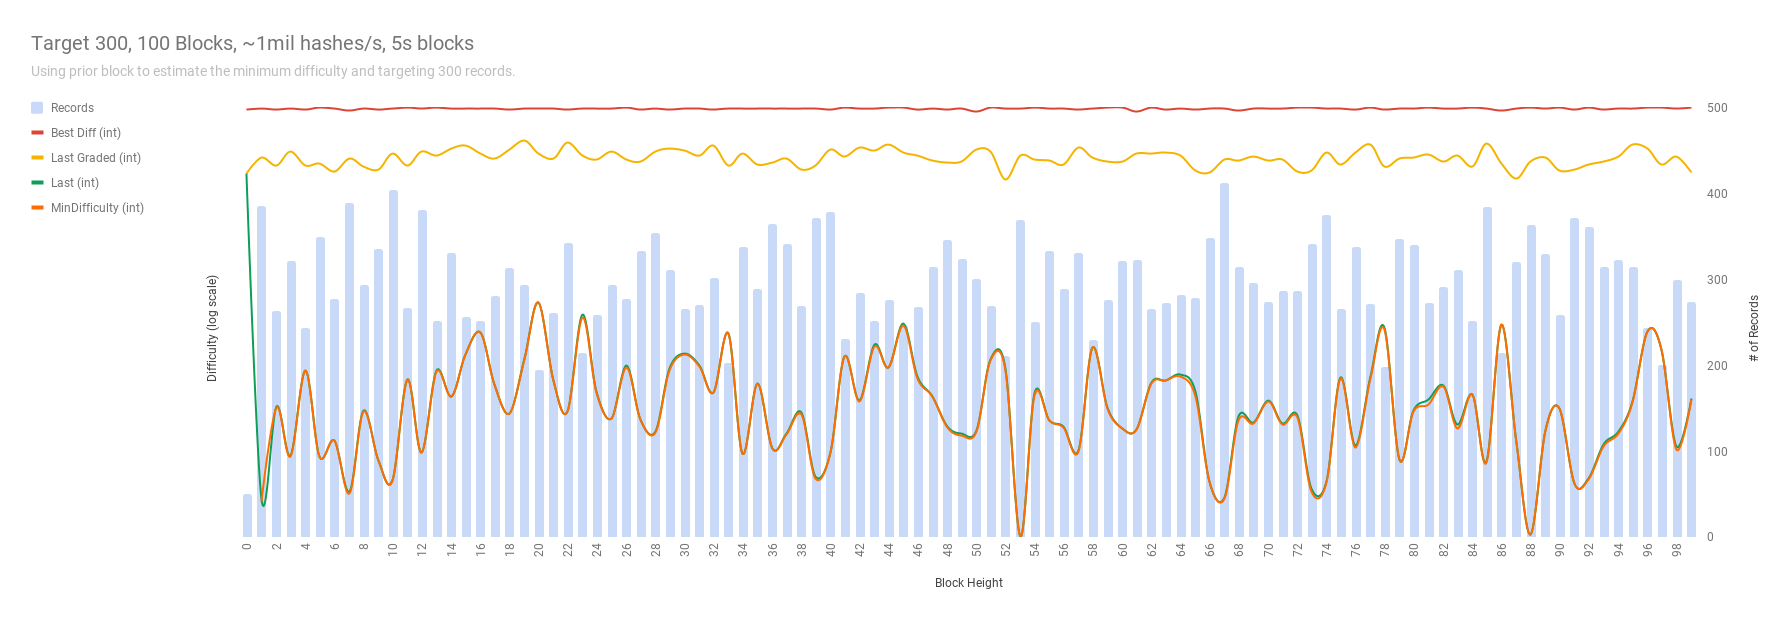 Target 300, 100 Blocks, ~1mil hashes/s, 5s blocks
Using prior block to estimate the minimum difficulty and targeting 300 records.
Records
Best Diff (int)
Last Graded (int)
Last (int)
MinDifficulty (int)
Difficulty (log scale)
500
400
300
200
100
0
# of Records
0 2 4 6 8 10 12 14 16 18 20 22 24 26 28 30 32 34 36 38 40 42 44 46 48 50 52 54 56 58 60 62 64 66 68 70 72 74 76 78 80 82 84 86 88 90 92 94 96 98
Block Height